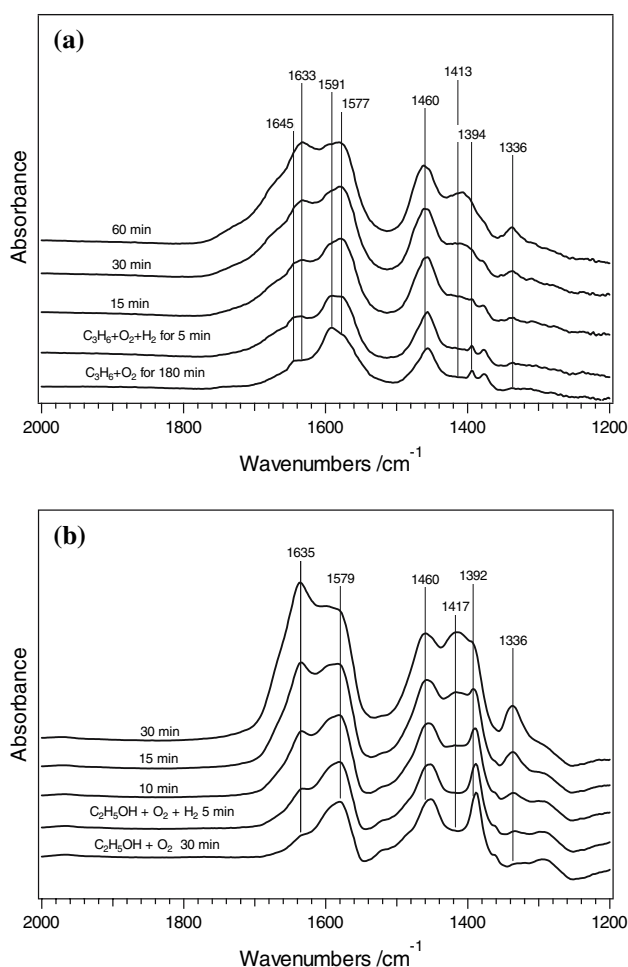 (a)
1633
1591
1577
1645
1460
1413
1394
1336
Absorbance
60 min
30 min
15 min
C₃H₆+O₂+H₂ for 5 min
C₃H₆+O₂ for 180 min
2000 1800 1600 1400 1200
Wavenumbers /cm⁻¹
(b)
1635
1579
1460
1417
1392
1336
Absorbance
30 min
15 min
10 min
C₂H₅OH + O₂ + H₂ 5 min
C₂H₅OH + O₂ 30 min
2000 1800 1600 1400 1200
Wavenumbers /cm⁻¹